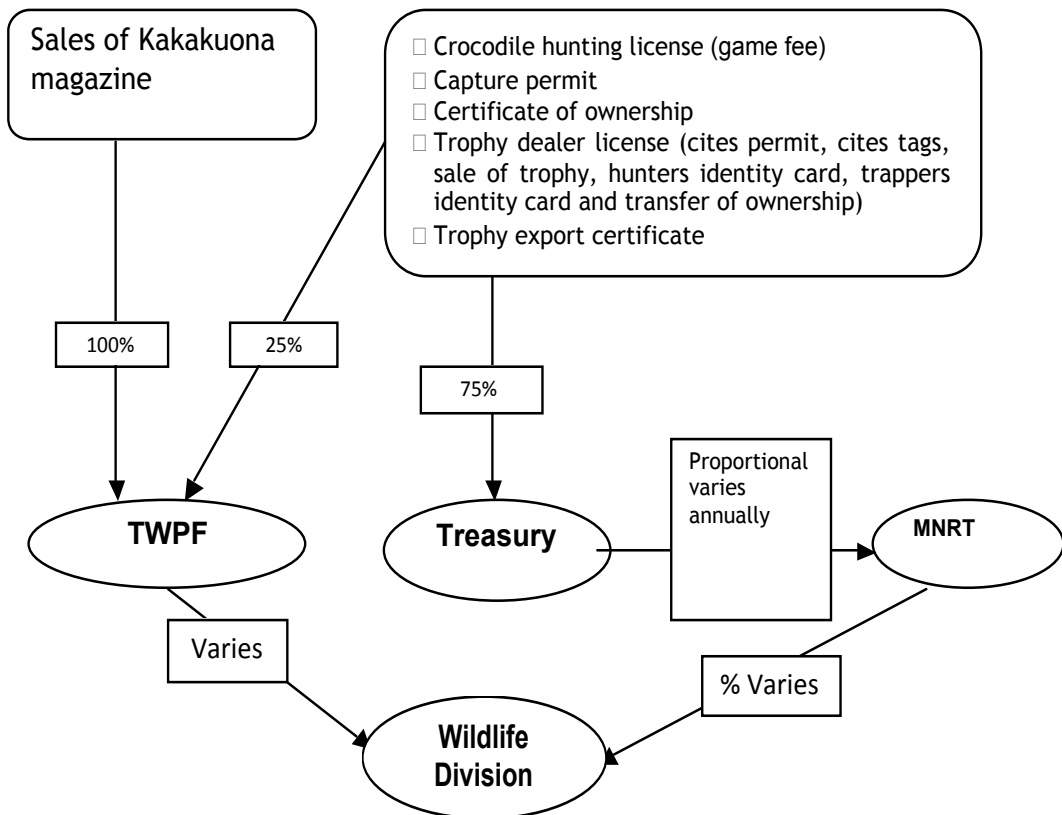 Sales of Kakakuona
magazine
□ Crocodile hunting license (game fee)
□ Capture permit
□ Certificate of ownership
□ Trophy dealer license (cites permit, cites tags,
sale of trophy, hunters identity card, trappers
identity card and transfer of ownership)
□ Trophy export certificate
100%
25%
75%
Proportional
varies
annually
TWPF
Treasury
MNRT
Varies
% Varies
Wildlife
Division